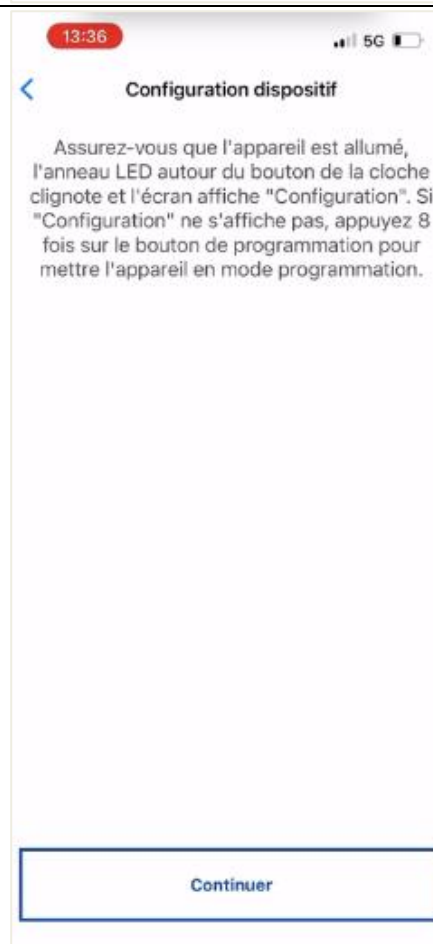 13:36
5G
Configuration dispositif
Assurez-vous que l'appareil est allumé,
l'anneau LED autour du bouton de la cloche
clignote et l'écran affiche "Configuration". Si
"Configuration" ne s'affiche pas, appuyez 8
fois sur le bouton de programmation pour
mettre l'appareil en mode programmation.
Continuer